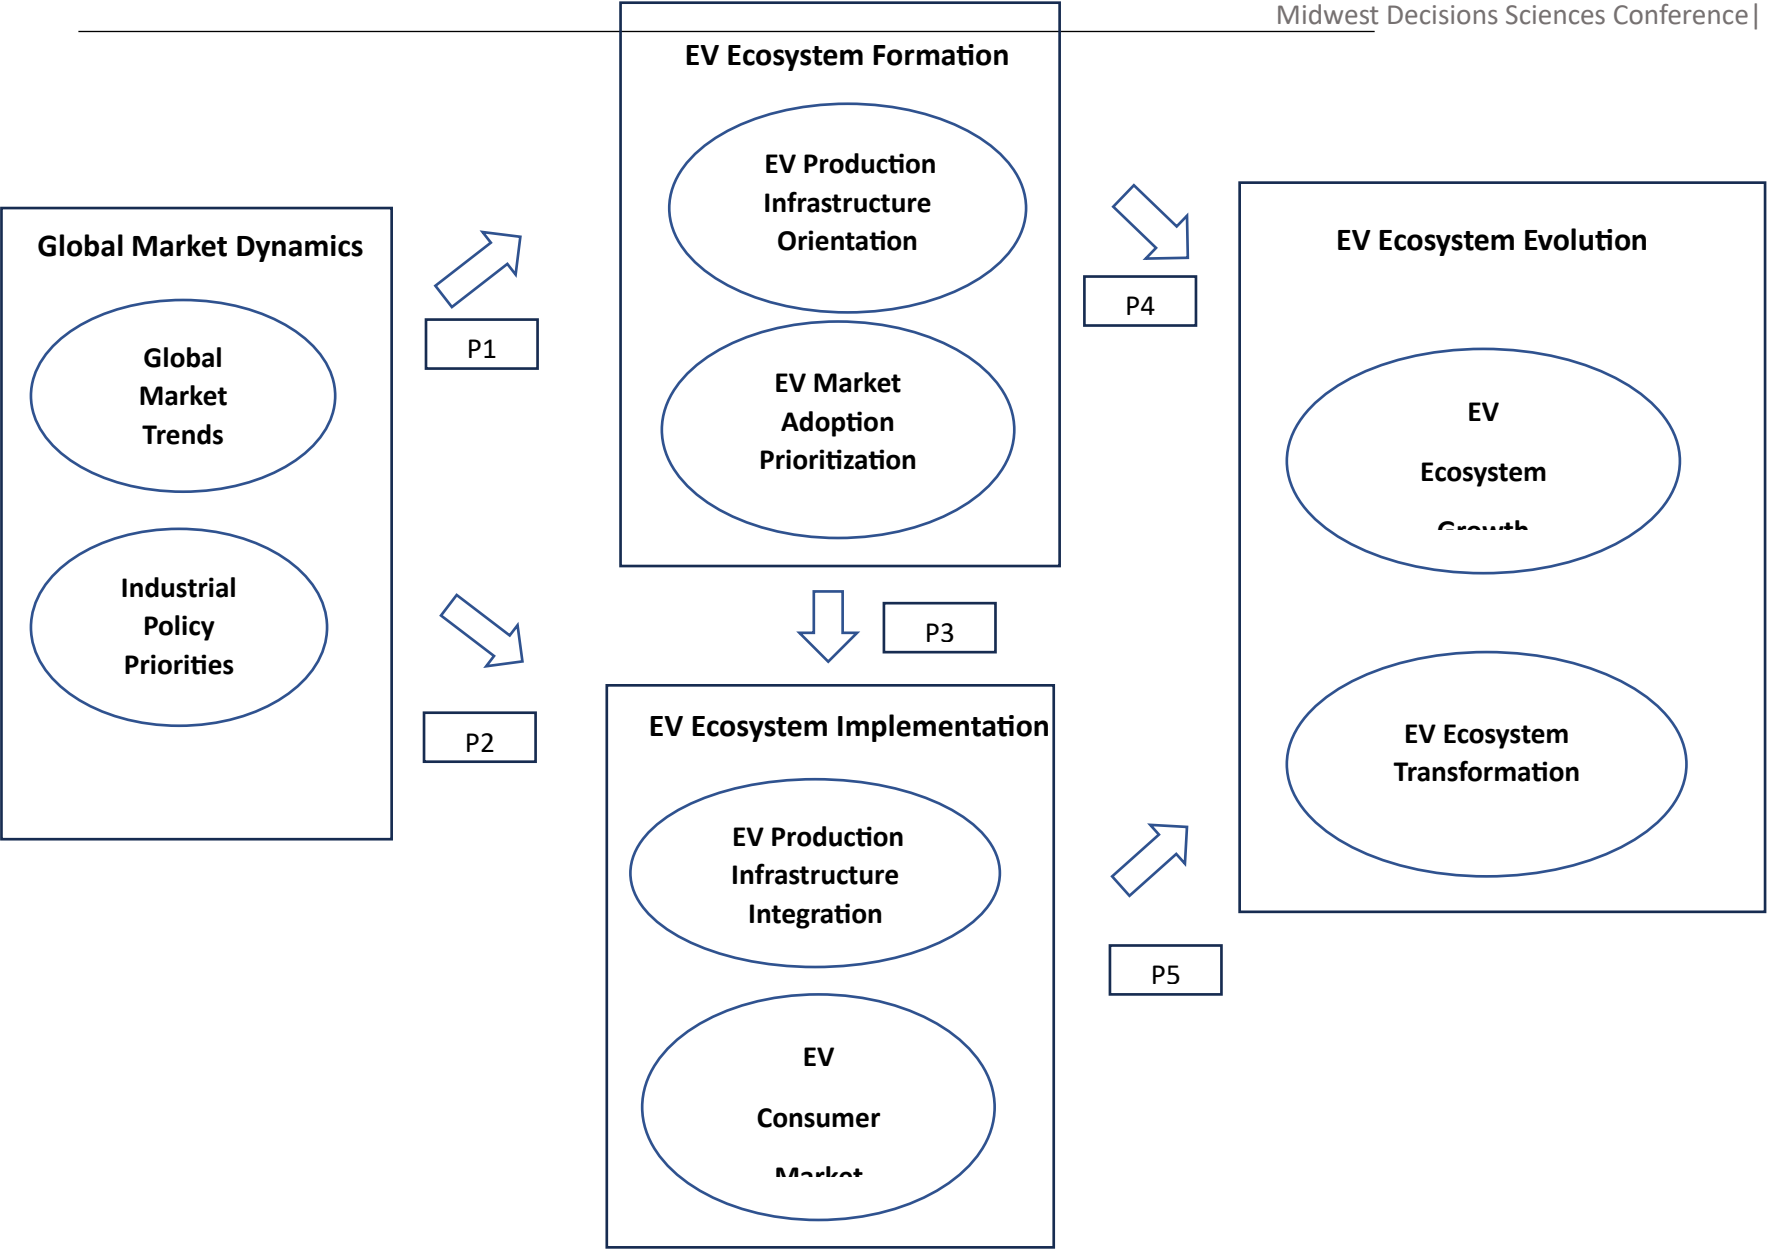 Midwest Decisions Sciences Conference|
EV Ecosystem Formation
EV Production
Infrastructure
Orientation
EV Market
Adoption
Prioritization
Global Market Dynamics
Global
Market
Trends
Industrial
Policy
Priorities
P1
P2
P3
P4
EV Ecosystem Implementation
EV Production
Infrastructure
Integration
EV
Consumer
Market
P5
EV Ecosystem Evolution
EV
Ecosystem
Growth
EV Ecosystem
Transformation